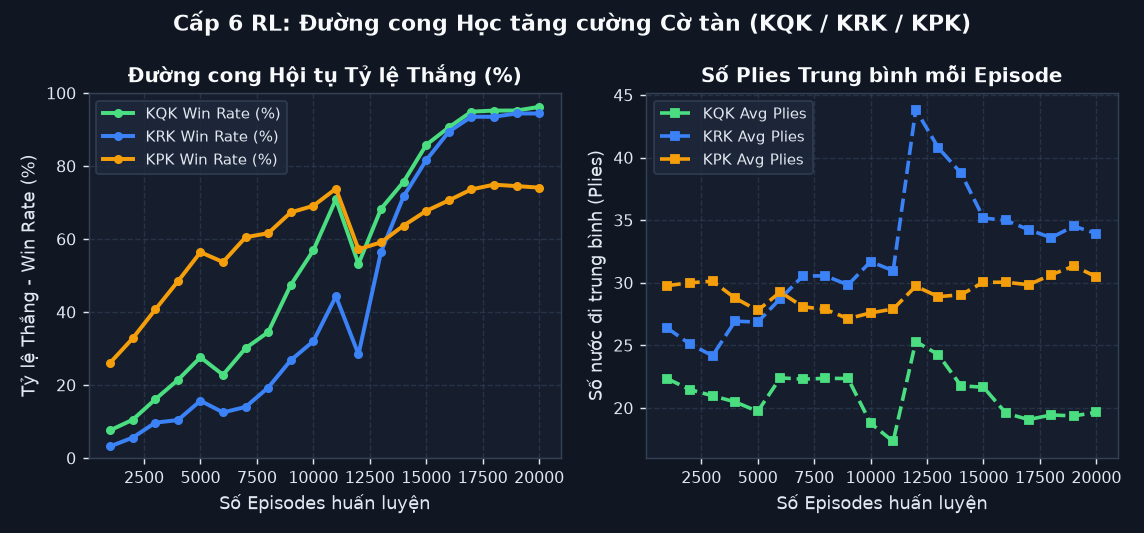 Cấp 6 RL: Đường cong Học tăng cường Cờ tàn (KQK / KRK / KPK)
Đường cong Hội tụ Tỷ lệ Thắng (%)
KQK Win Rate (%)
KRK Win Rate (%)
KPK Win Rate (%)
Tỷ lệ Thắng - Win Rate (%)
100
80
60
40
20
0
2500 5000 7500 10000 12500 15000 17500 20000
Số Episodes huấn luyện
Số Plies Trung bình mỗi Episode
KQK Avg Plies
KRK Avg Plies
KPK Avg Plies
Số nước đi trung bình (Plies)
45
40
35
30
25
20
2500 5000 7500 10000 12500 15000 17500 20000
Số Episodes huấn luyện